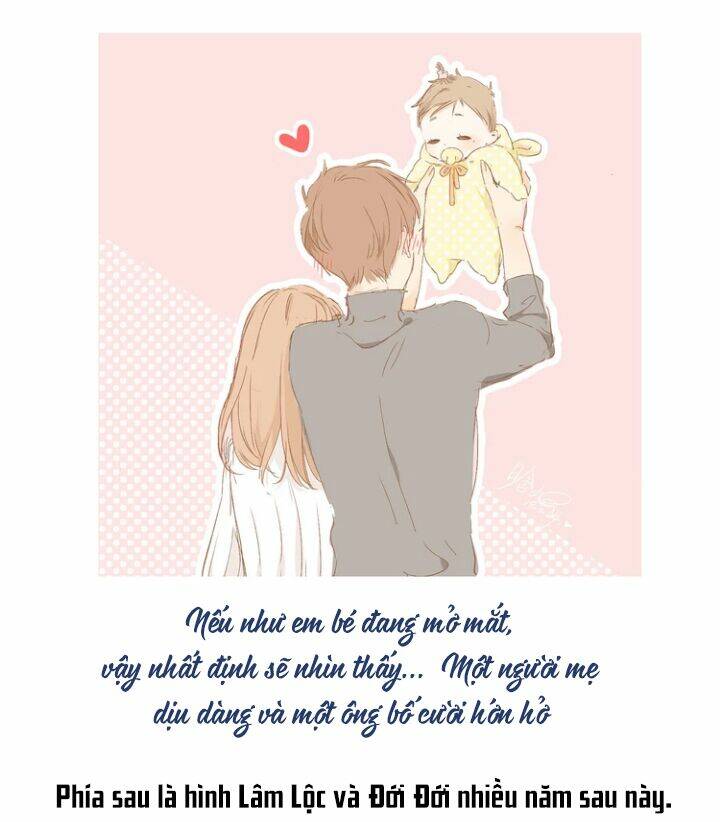 Nếu như em bé đang mở mắt,
vậy nhất định sẽ nhìn thấy... Một người mẹ
dịu dàng và một ông bố cười hớn hở
Phía sau là hình Lâm Lộc và Đới Đới nhiều năm sau này.